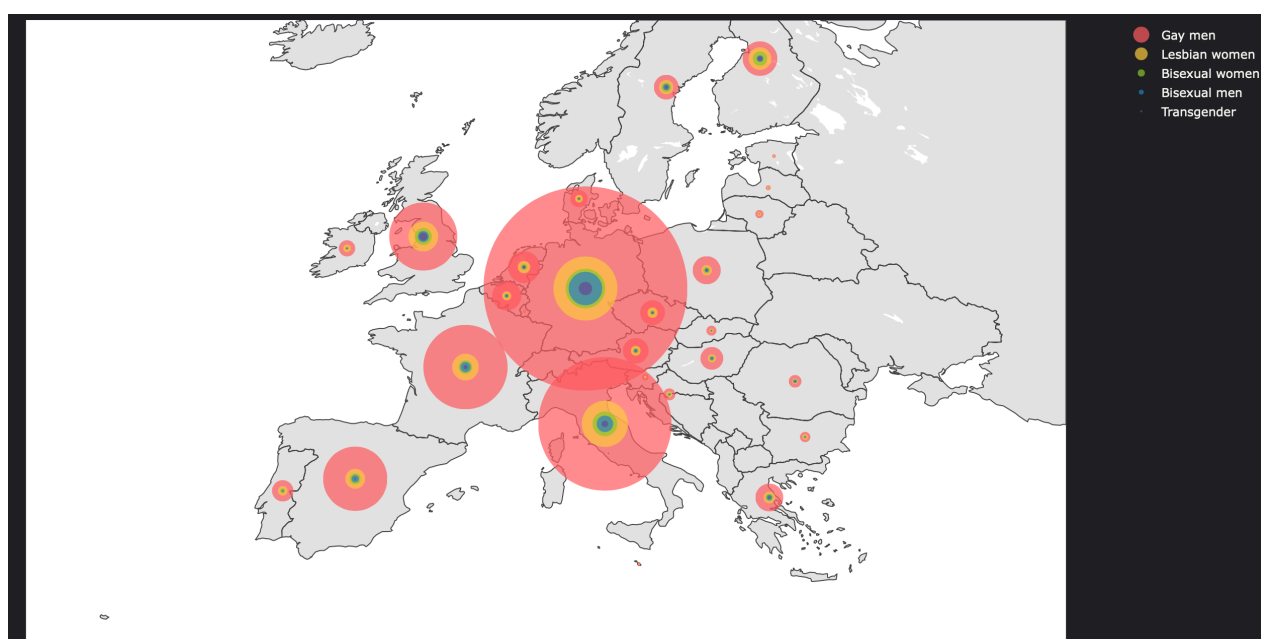 Gay men
Lesbian women
Bisexual women
Bisexual men
Transgender